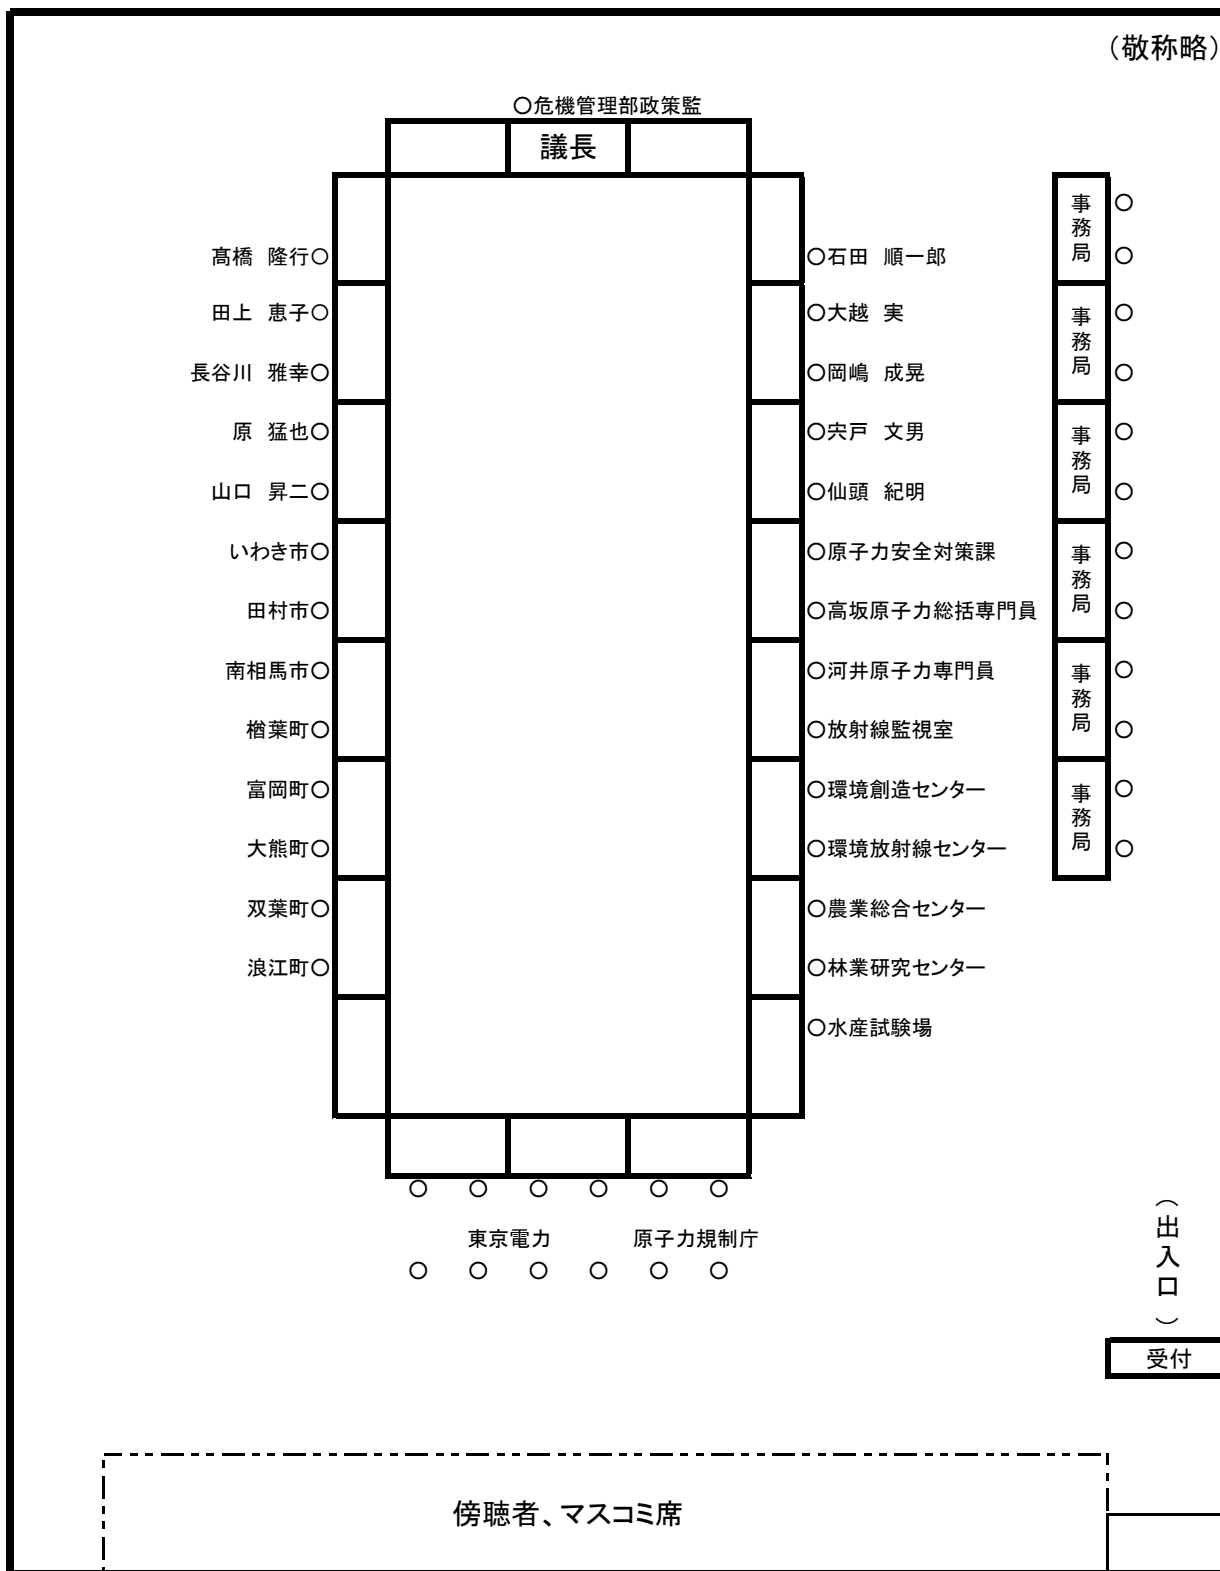 （敬称略）
○危機管理部政策監
議長
髙橋 隆行○
田上 恵子○
長谷川 雅幸○
原 猛也○
山口 昇二○
いわき市○
田村市○
南相馬市○
楢葉町○
富岡町○
大熊町○
双葉町○
浪江町○
○石田 順一郎
○大越 実
○岡嶋 成晃
○宍戸 文男
○仙頭 紀明
○原子力安全対策課
○高坂原子力総括専門員
○河井原子力専門員
○放射線監視室
○環境創造センター
○環境放射線センター
○農業総合センター
○林業研究センター
○水産試験場
事務局
事務局
事務局
事務局
事務局
事務局
東京電力
原子力規制庁
（出入口）
受付
傍聴者、マスコミ席